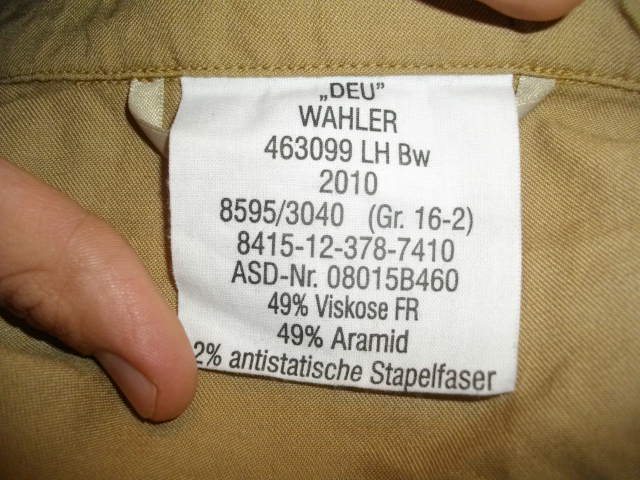 „DEU"
WAHLER
463099 LH Bw
2010
8595/3040 (Gr. 16-2)
8415-12-378-7410
ASD-Nr. 08015B460
49% Viskose FR
49% Aramid
2% antistatische Stapelfaser